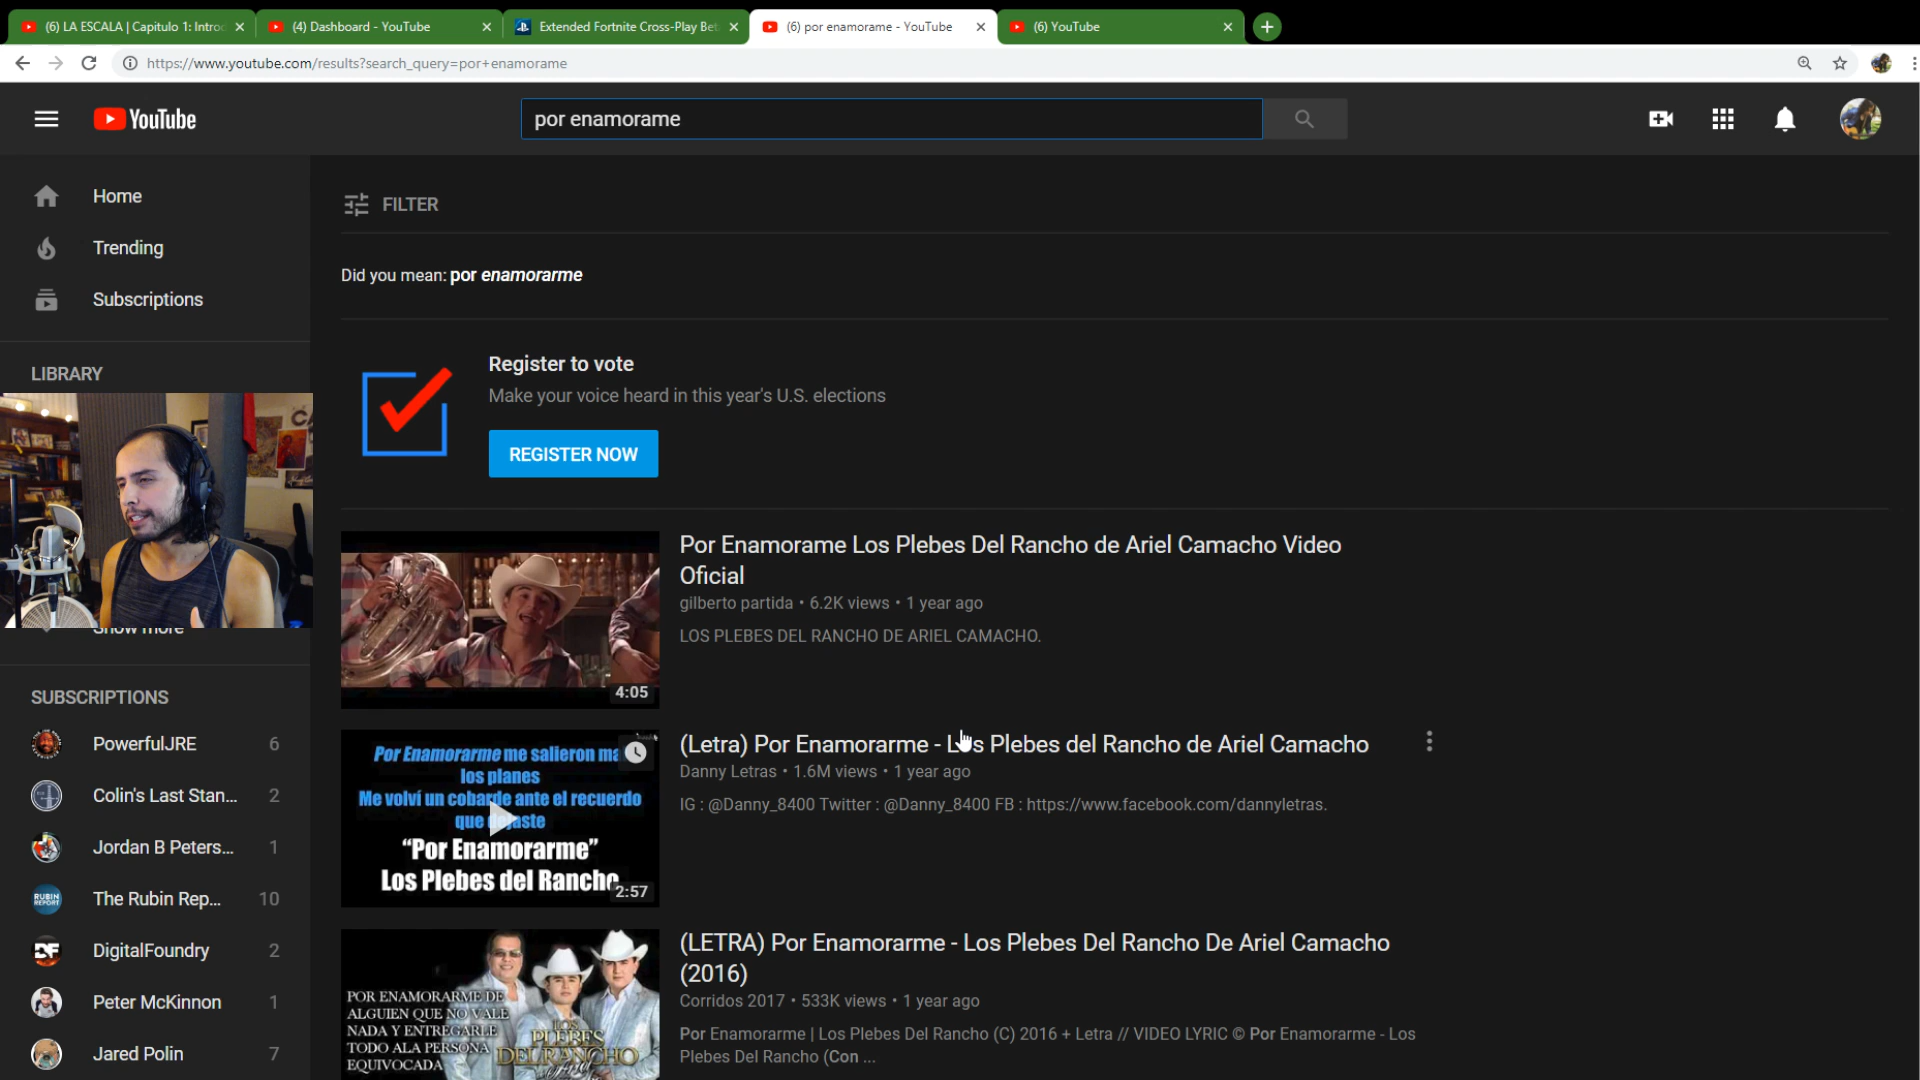 (6) LA ESCALA | Capitulo 1: Introd
(4) Dashboard - YouTube
Extended Fortnite Cross-Play Bet
(6) por enamorame - YouTube
(6) YouTube
https://www.youtube.com/results?search_query=por+enamorame
YouTube
por enamorame
Home
Trending
Subscriptions
LIBRARY
Show more
SUBSCRIPTIONS
PowerfulJRE 6
Colin's Last Stan... 2
Jordan B Peters... 1
The Rubin Rep... 10
DigitalFoundry 2
Peter McKinnon 1
Jared Polin 7
FILTER
Did you mean: por enamorarme
Register to vote
Make your voice heard in this year's U.S. elections
REGISTER NOW
4:05
Por Enamorame Los Plebes Del Rancho de Ariel Camacho Video
Oficial
gilberto partida • 6.2K views • 1 year ago
LOS PLEBES DEL RANCHO DE ARIEL CAMACHO.
Por Enamorarme me salieron
los planes
Me volví un cobarde ante el recuerdo
que dejaste
“Por Enamorarme”
Los Plebes del Rancho
2:57
(Letra) Por Enamorarme - Los Plebes del Rancho de Ariel Camacho
Danny Letras • 1.6M views • 1 year ago
IG : @Danny_8400 Twitter : @Danny_8400 FB : https://www.facebook.com/dannyletras.
POR ENAMORARME DE
ALGUIEN QUE NO VALE
NADA Y ENTREGARLE
TODO ALA PERSONA
EQUIVOCADA
LOS
PLEBES
DEL RANCHO
(LETRA) Por Enamorarme - Los Plebes Del Rancho De Ariel Camacho
(2016)
Corridos 2017 • 533K views • 1 year ago
Por Enamorarme | Los Plebes Del Rancho (C) 2016 + Letra // VIDEO LYRIC © Por Enamorarme - Los
Plebes Del Rancho (Con ...